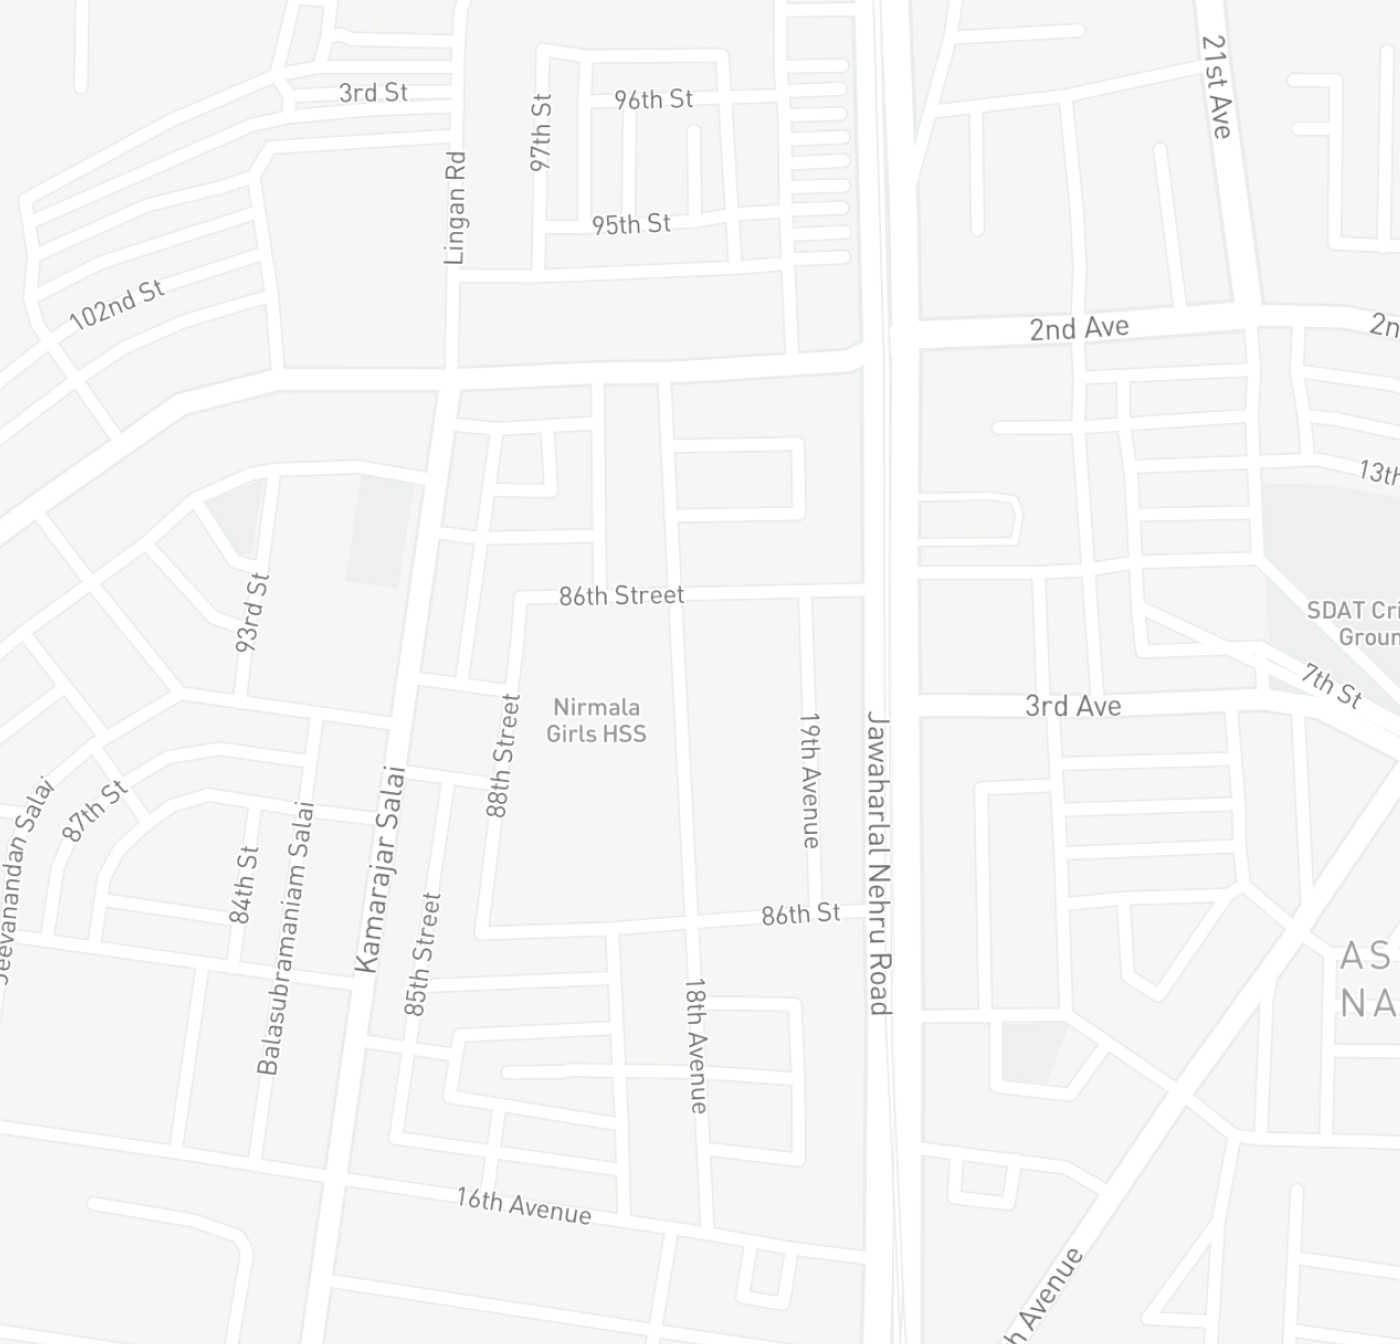 21st Ave
3rd St
96th St
97th St
Lingan Rd
95th St
102nd St
2nd Ave
2n
13th
86th Street
93rd St
SDAT Cri
Groun
7th St
Nirmala
Girls HSS
3rd Ave
88th Street
19th Avenue
Jawaharlal Nehru Road
Jeevanandan Salai
87th St
Kamarajar Salai
84th St
Balasubramaniam Salai
85th Street
86th St
AS
NA
18th Avenue
16th Avenue
h Avenue